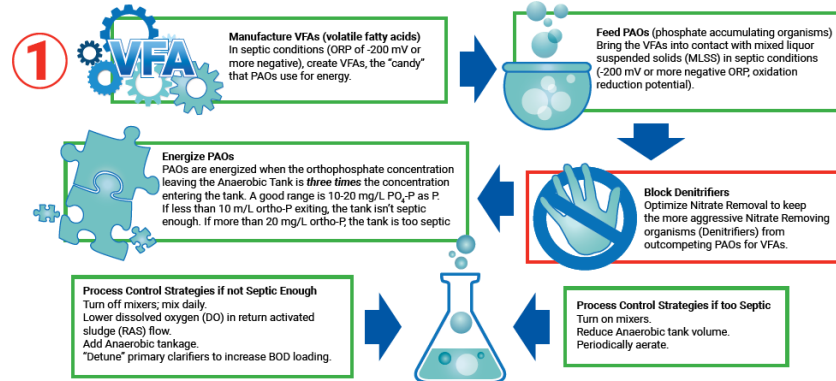 1
VFA
Manufacture VFAs (volatile fatty acids)
In septic conditions (ORP of -200 mV or
more negative), create VFAs, the “candy”
that PAOs use for energy.
Feed PAOs (phosphate accumulating organisms)
Bring the VFAs into contact with mixed liquor
suspended solids (MLSS) in septic conditions
(-200 mV or more negative ORP, oxidation
reduction potential).
Energize PAOs
PAOs are energized when the orthophosphate concentration
leaving the Anaerobic Tank is three times the concentration
entering the tank. A good range is 10-20 mg/L PO4-P as P.
If less than 10 m/L ortho-P exiting, the tank isn’t septic
enough. If more than 20 mg/L ortho-P, the tank is too septic
Block Denitrifiers
Optimize Nitrate Removal to keep
the more aggressive Nitrate Removing
organisms (Denitrifiers) from
outcompeting PAOs for VFAs.
Process Control Strategies if not Septic Enough
Turn off mixers; mix daily.
Lower dissolved oxygen (DO) in return activated
sludge (RAS) flow.
Add Anaerobic tankage.
“Detune” primary clarifiers to increase BOD loading.
Process Control Strategies if too Septic
Turn on mixers.
Reduce Anaerobic tank volume.
Periodically aerate.